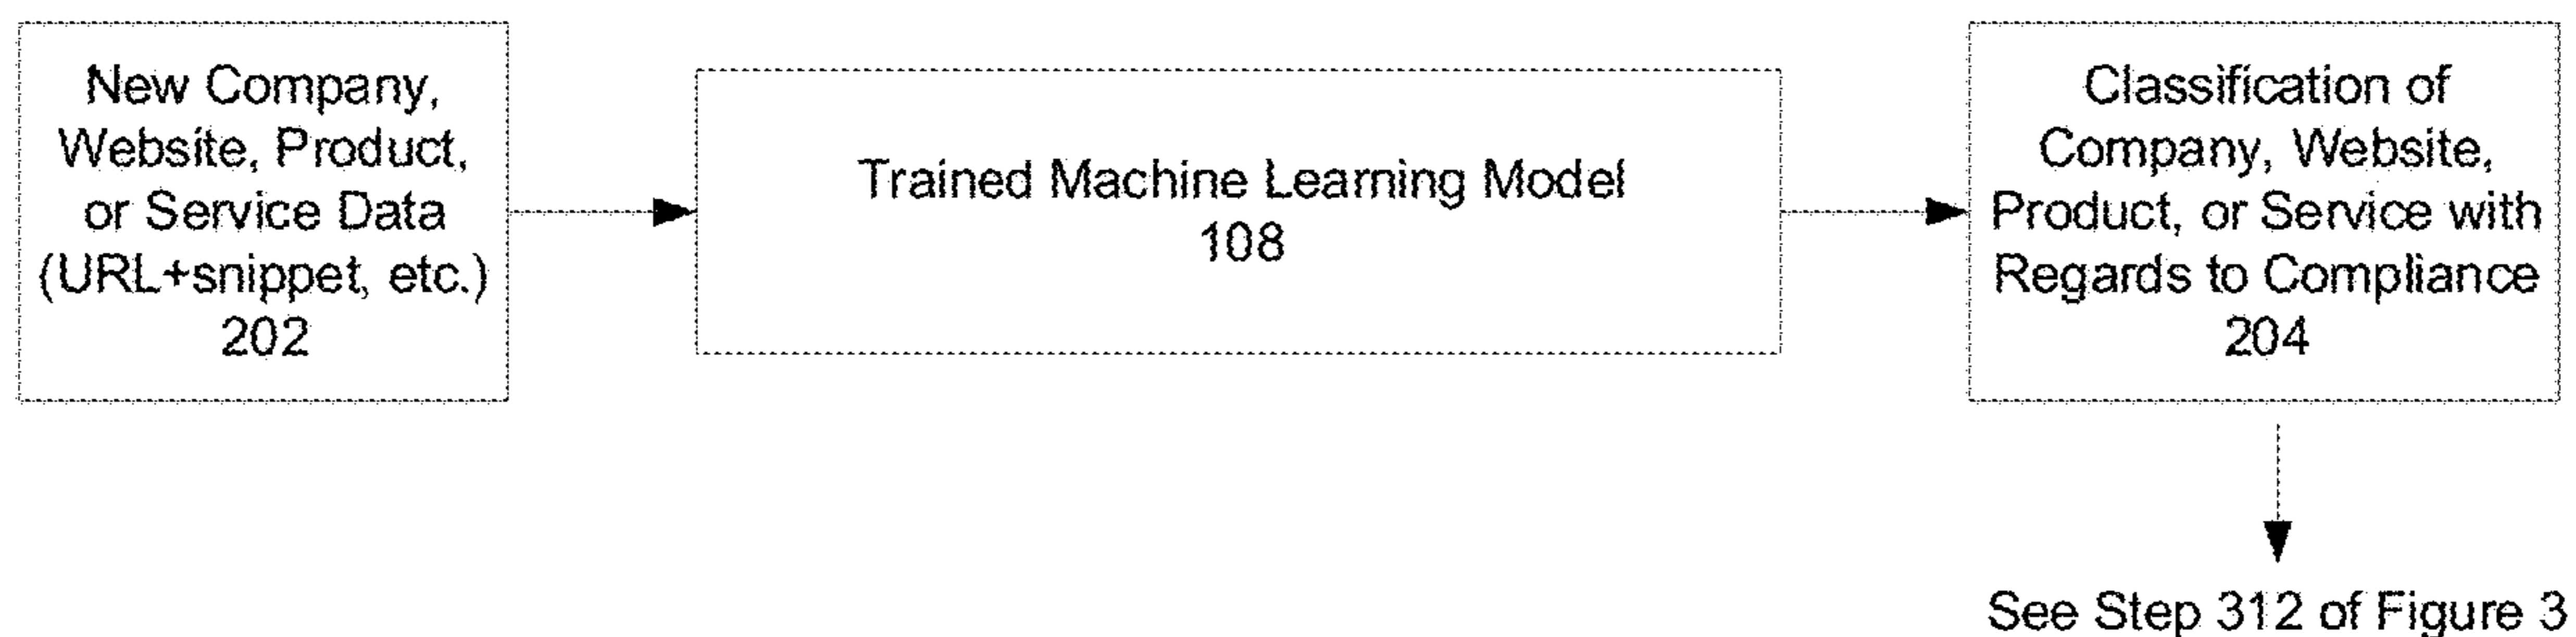 New Company,
Website, Product,
or Service Data
(URL+snippet, etc.)
202
Trained Machine Learning Model
108
Classification of
Company, Website,
Product, or Service with
Regards to Compliance
204
See Step 312 of Figure 3